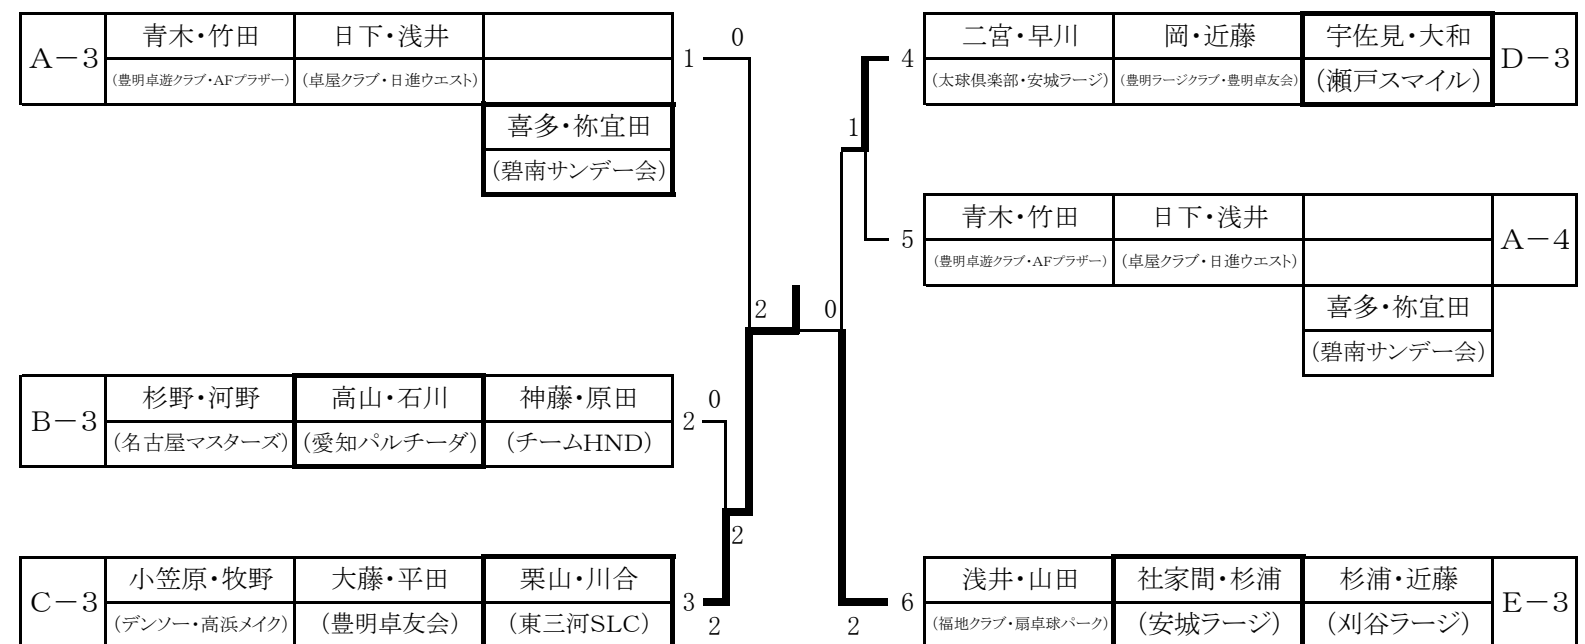 A－3
青木・竹田
日下・浅井
(豊明卓遊クラブ・AFブラザー)
(卓屋クラブ・日進ウエスト)
喜多・祢宜田
(碧南サンデー会)
1
0
B－3
杉野・河野
高山・石川
神藤・原田
(名古屋マスターズ)
(愛知パルチーダ)
(チームHND)
2
0
C－3
小笠原・牧野
大藤・平田
栗山・川合
(デンソー・高浜メイク)
(豊明卓友会)
(東三河SLC)
3
2
2
2
0
4
二宮・早川
岡・近藤
宇佐見・大和
D－3
(太球倶楽部・安城ラージ)
(豊明ラージクラブ・豊明卓友会)
(瀬戸スマイル)
1
5
青木・竹田
日下・浅井
A－4
(豊明卓遊クラブ・AFブラザー)
(卓屋クラブ・日進ウエスト)
喜多・祢宜田
(碧南サンデー会)
6
2
浅井・山田
社家間・杉浦
杉浦・近藤
E－3
(福地クラブ・扇卓球パーク)
(安城ラージ)
(刈谷ラージ)